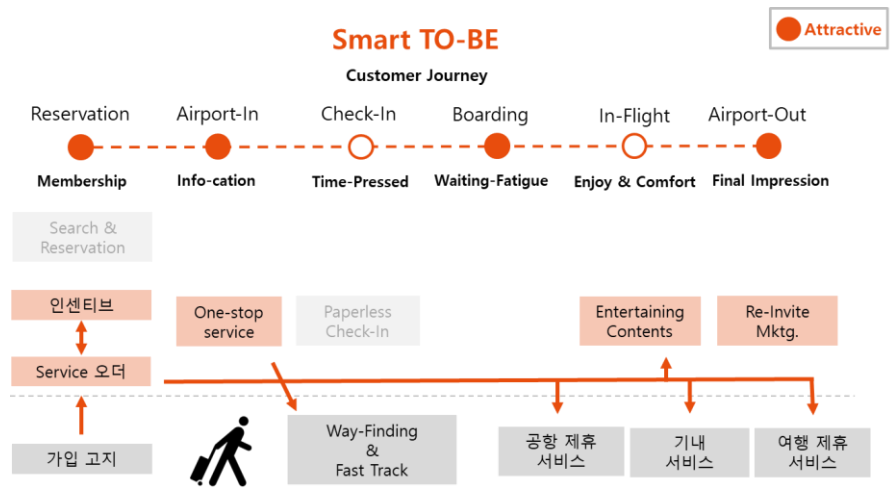 Smart TO-BE
Attractive
Customer Journey
Reservation
Airport-In
Check-In
Boarding
In-Flight
Airport-Out
Membership
Info-cation
Time-Pressed
Waiting-Fatigue
Enjoy & Comfort
Final Impression
Search &
Reservation
인센티브
One-stop
service
Paperless
Check-In
Entertaining
Contents
Re-Invite
Mktg.
Service 오더
가입 고지
Way-Finding
&
Fast Track
공항 제휴
서비스
기내
서비스
여행 제휴
서비스